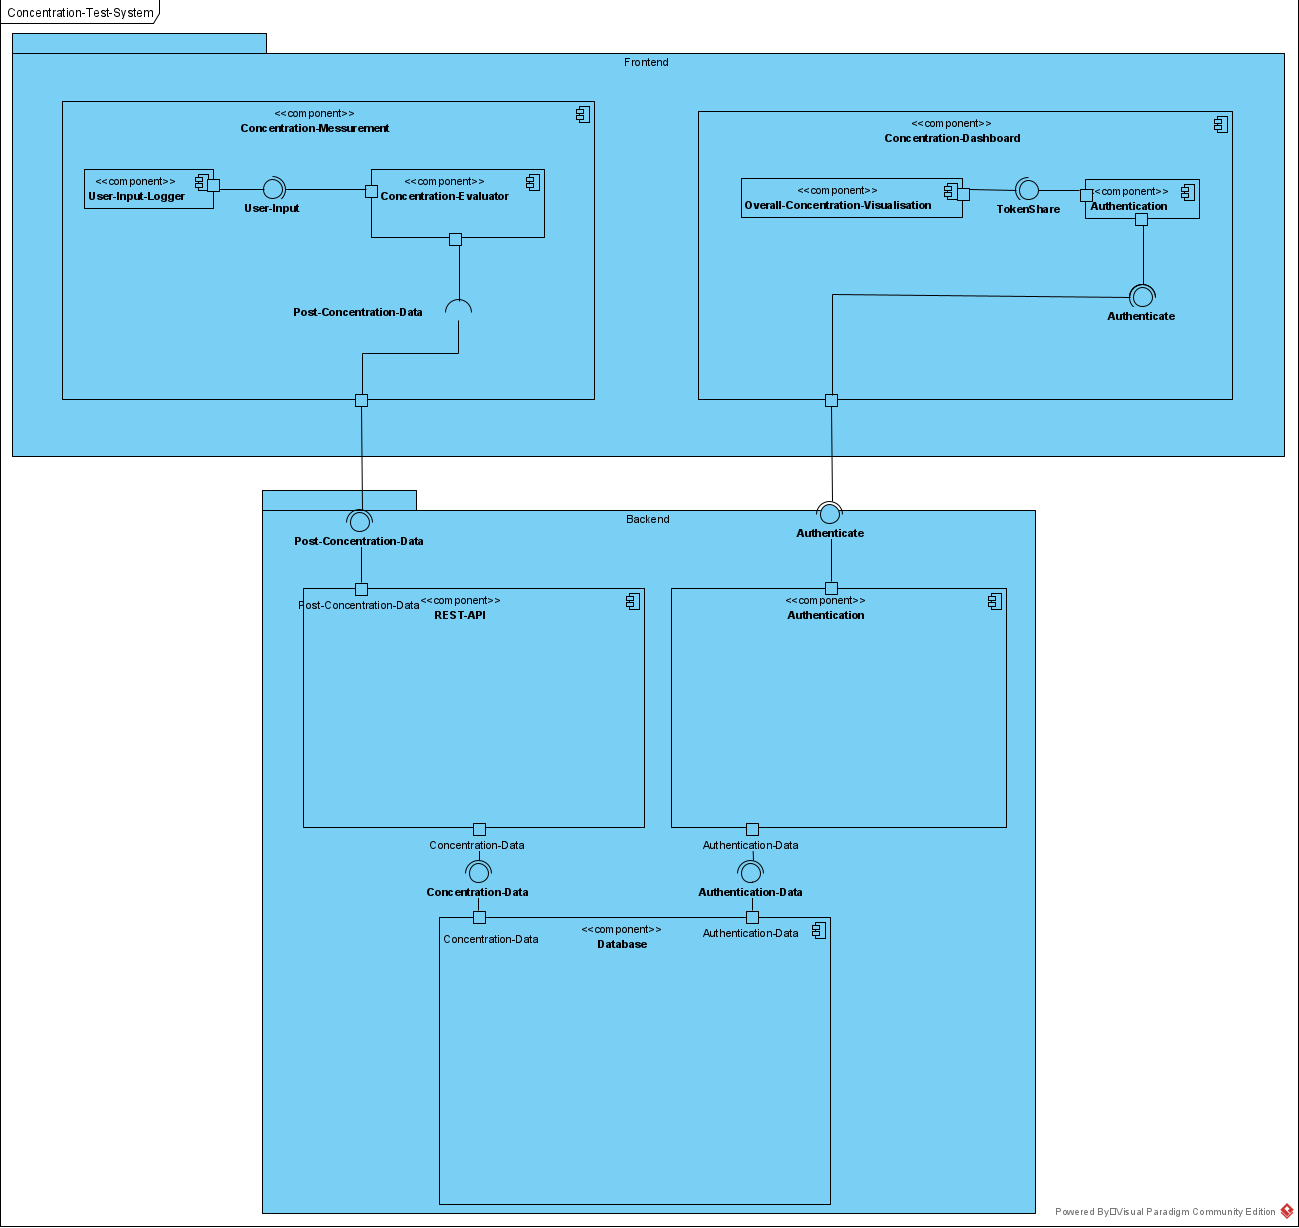 Concentration-Test-System
Frontend
<<component>>
Concentration-Messurement
<<component>>
User-Input-Logger
User-Input
<<component>>
Concentration-Evaluator
Post-Concentration-Data
<<component>>
Concentration-Dashboard
<<component>>
Overall-Concentration-Visualisation
TokenShare
<<component>>
Authentication
Authenticate
Backend
Post-Concentration-Data
Authenticate
Post-Concentration-Data
<<component>>
REST-API
<<component>>
Authentication
Concentration-Data
Authentication-Data
Concentration-Data
Authentication-Data
Concentration-Data
<<component>>
Database
Authentication-Data
Powered By Visual Paradigm Community Edition